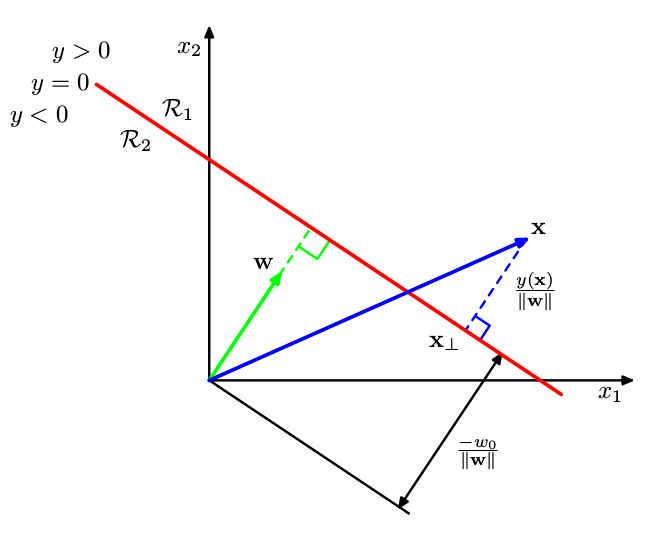 y > 0
x₂
y = 0
R₁
y < 0
R₂
x
w
y(x)
‖w‖
x⊥
x₁
−w₀
‖w‖